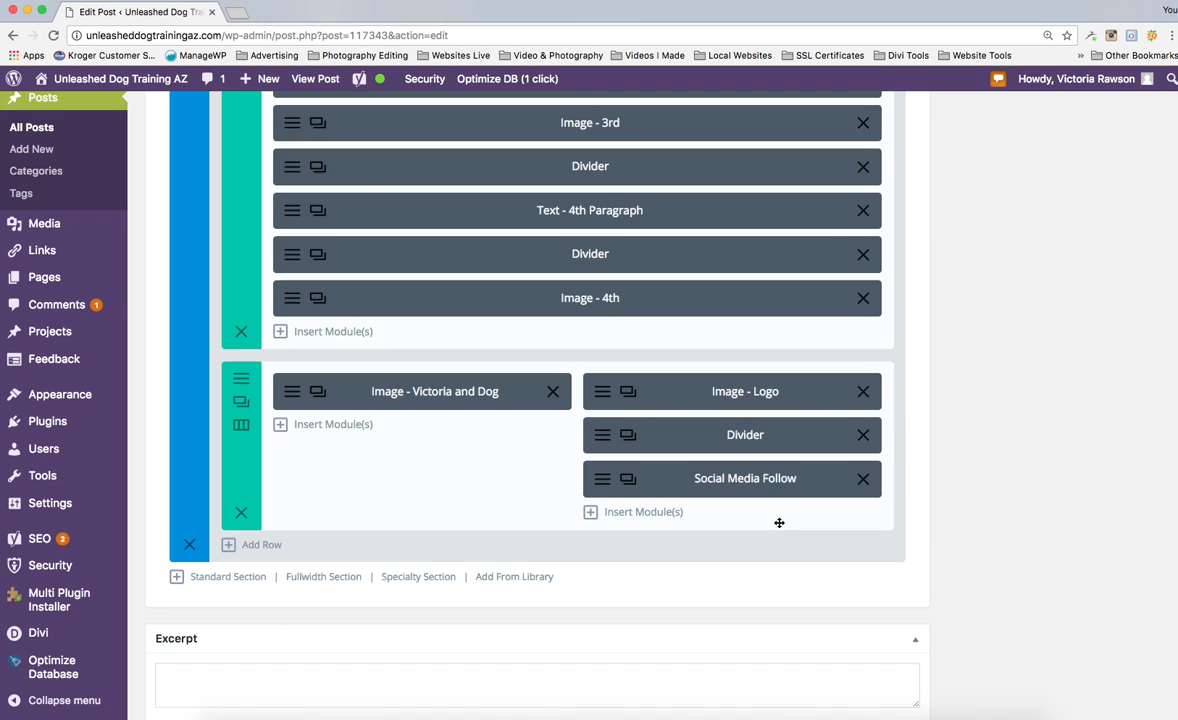 Edit Post ‹ Unleashed Dog Tra
You
unleasheddogtrainingaz.com/wp-admin/post.php?post=117343&action=edit
Apps Kroger Customer S... ManageWP Advertising Photography Editing Websites Live Video & Photography Videos I Made Local Websites SSL Certificates Divi Tools Website Tools » Other Bookmarks
Unleashed Dog Training AZ 1 + New View Post Security Optimize DB (1 click) Howdy, Victoria Rawson
Posts
All Posts
Add New
Categories
Tags
Media
Links
Pages
Comments 1
Projects
Feedback
Appearance
Plugins
Users
Tools
Settings
SEO 2
Security
Multi Plugin
Installer
Divi
Optimize
Database
Collapse menu
Image - 3rd
Divider
Text - 4th Paragraph
Divider
Image - 4th
Insert Module(s)
Image - Victoria and Dog
Insert Module(s)
Image - Logo
Divider
Social Media Follow
Insert Module(s)
Add Row
Standard Section | Fullwidth Section | Specialty Section | Add From Library
Excerpt